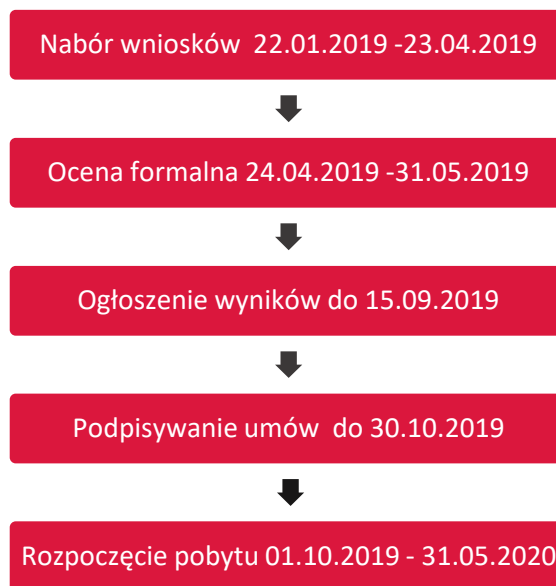 Nabór wniosków 22.01.2019 -23.04.2019
Ocena formalna 24.04.2019 -31.05.2019
Ogłoszenie wyników do 15.09.2019
Podpisywanie umów do 30.10.2019
Rozpoczęcie pobytu 01.10.2019 - 31.05.2020